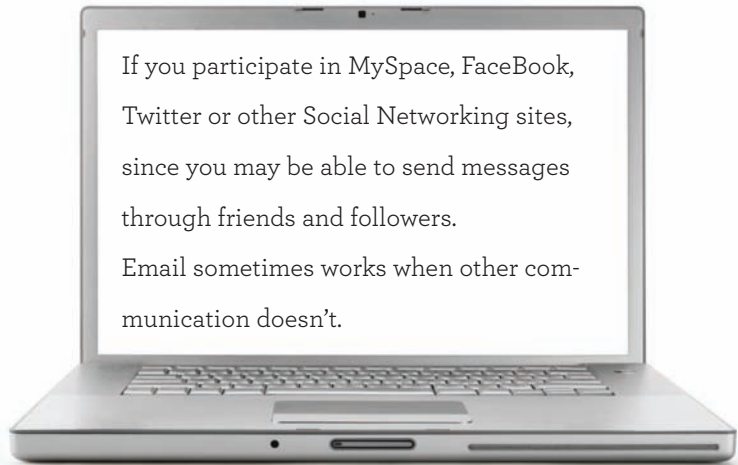 If you participate in MySpace, FaceBook,
Twitter or other Social Networking sites,
since you may be able to send messages
through friends and followers.
Email sometimes works when other com-
munication doesn't.